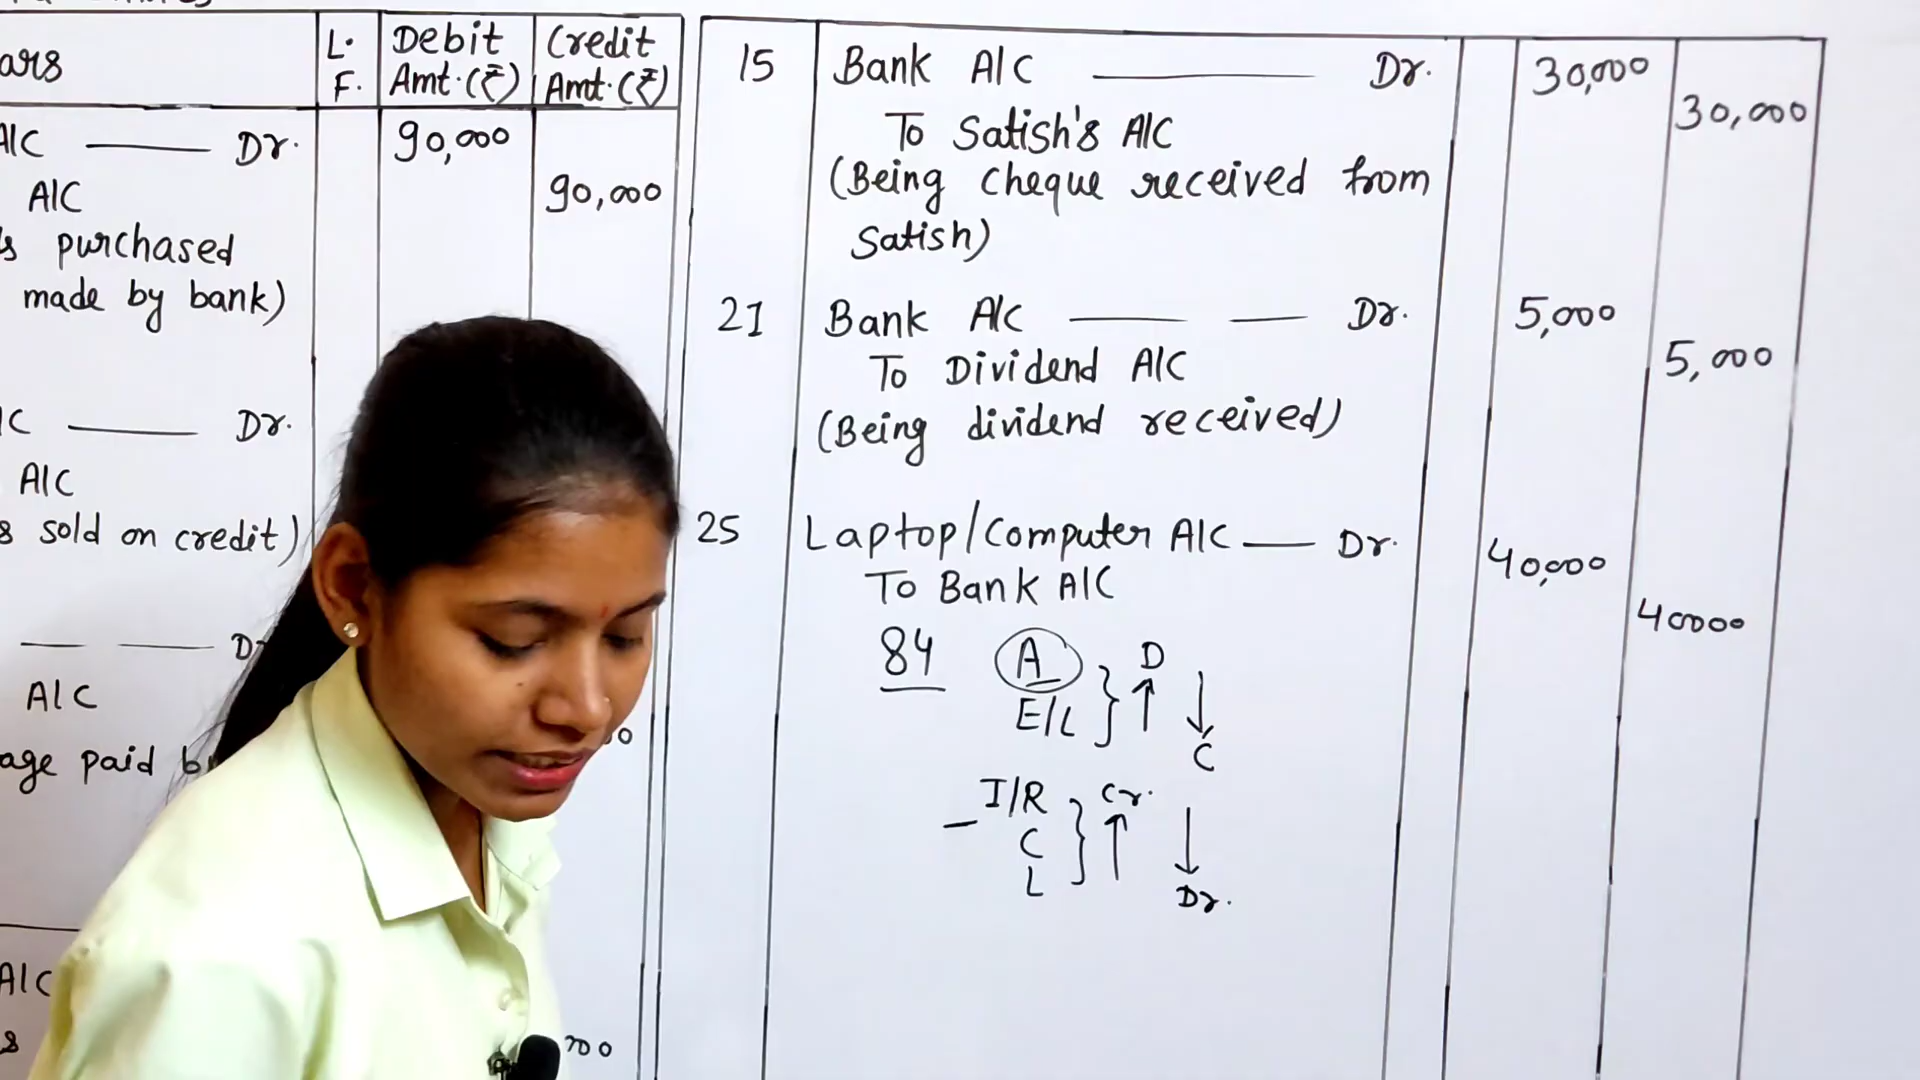 ars
L. Debit Credit
F. Amt.(₹) Amt.(₹)
A/C Dr. 90,000
A/C 90,000
s purchased
made by bank)
C Dr.
A/C
s sold on credit)
A/C
age paid
A/C
s
15 Bank A/C Dr. 30,000
To Satish's A/C 30,000
(Being cheque received from
Satish)
21 Bank A/C Dr. 5,000
To Dividend A/C 5,000
(Being dividend received)
25 Laptop/Computer A/C Dr. 40,000
To Bank A/C 40000
84 A D
E/L C
I/R Cr.
C
L Dr.